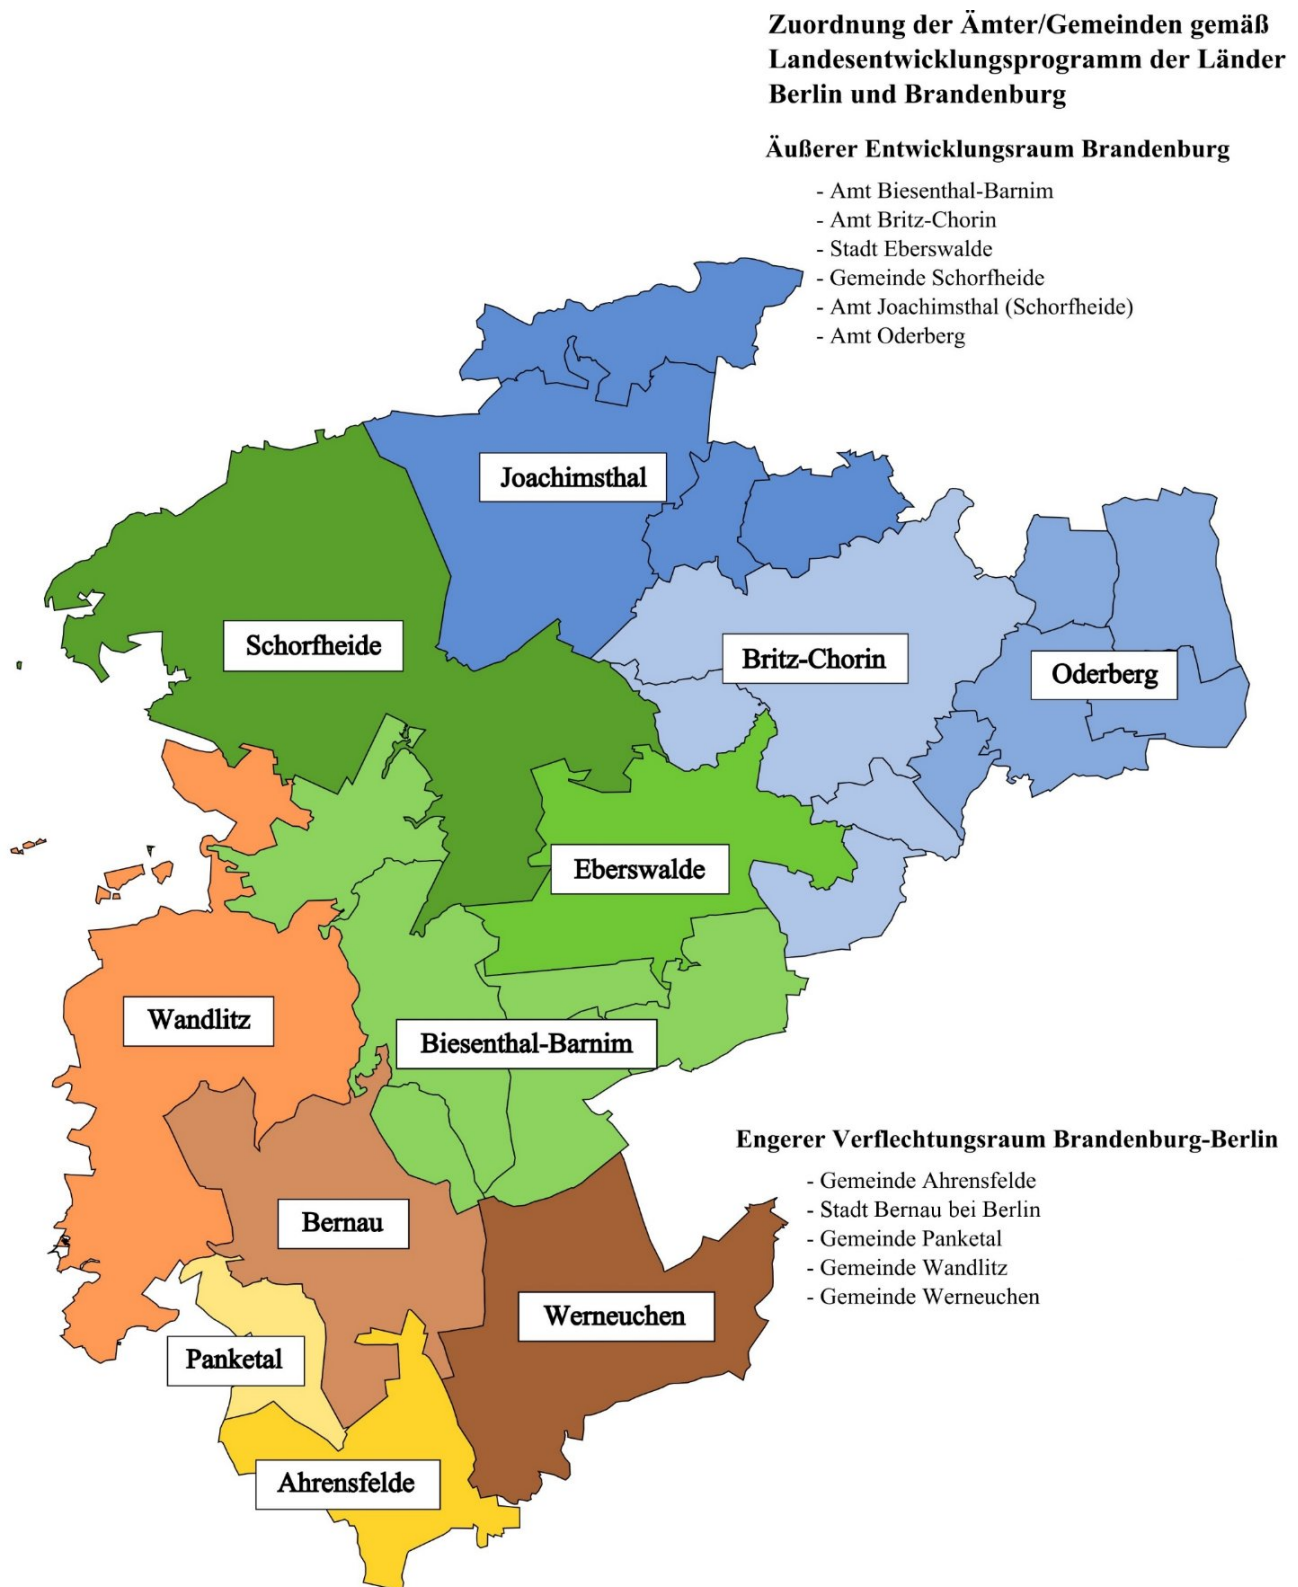 Zuordnung der Ämter/Gemeinden gemäß
Landesentwicklungsprogramm der Länder
Berlin und Brandenburg
Äußerer Entwicklungsraum Brandenburg
- Amt Biesenthal-Barnim
- Amt Britz-Chorin
- Stadt Eberswalde
- Gemeinde Schorfheide
- Amt Joachimsthal (Schorfheide)
- Amt Oderberg
Joachimsthal
Schorfheide
Britz-Chorin
Oderberg
Eberswalde
Wandlitz
Biesenthal-Barnim
Engerer Verflechtungsraum Brandenburg-Berlin
- Gemeinde Ahrensfelde
- Stadt Bernau bei Berlin
- Gemeinde Panketal
- Gemeinde Wandlitz
- Gemeinde Werneuchen
Bernau
Werneuchen
Panketal
Ahrensfelde